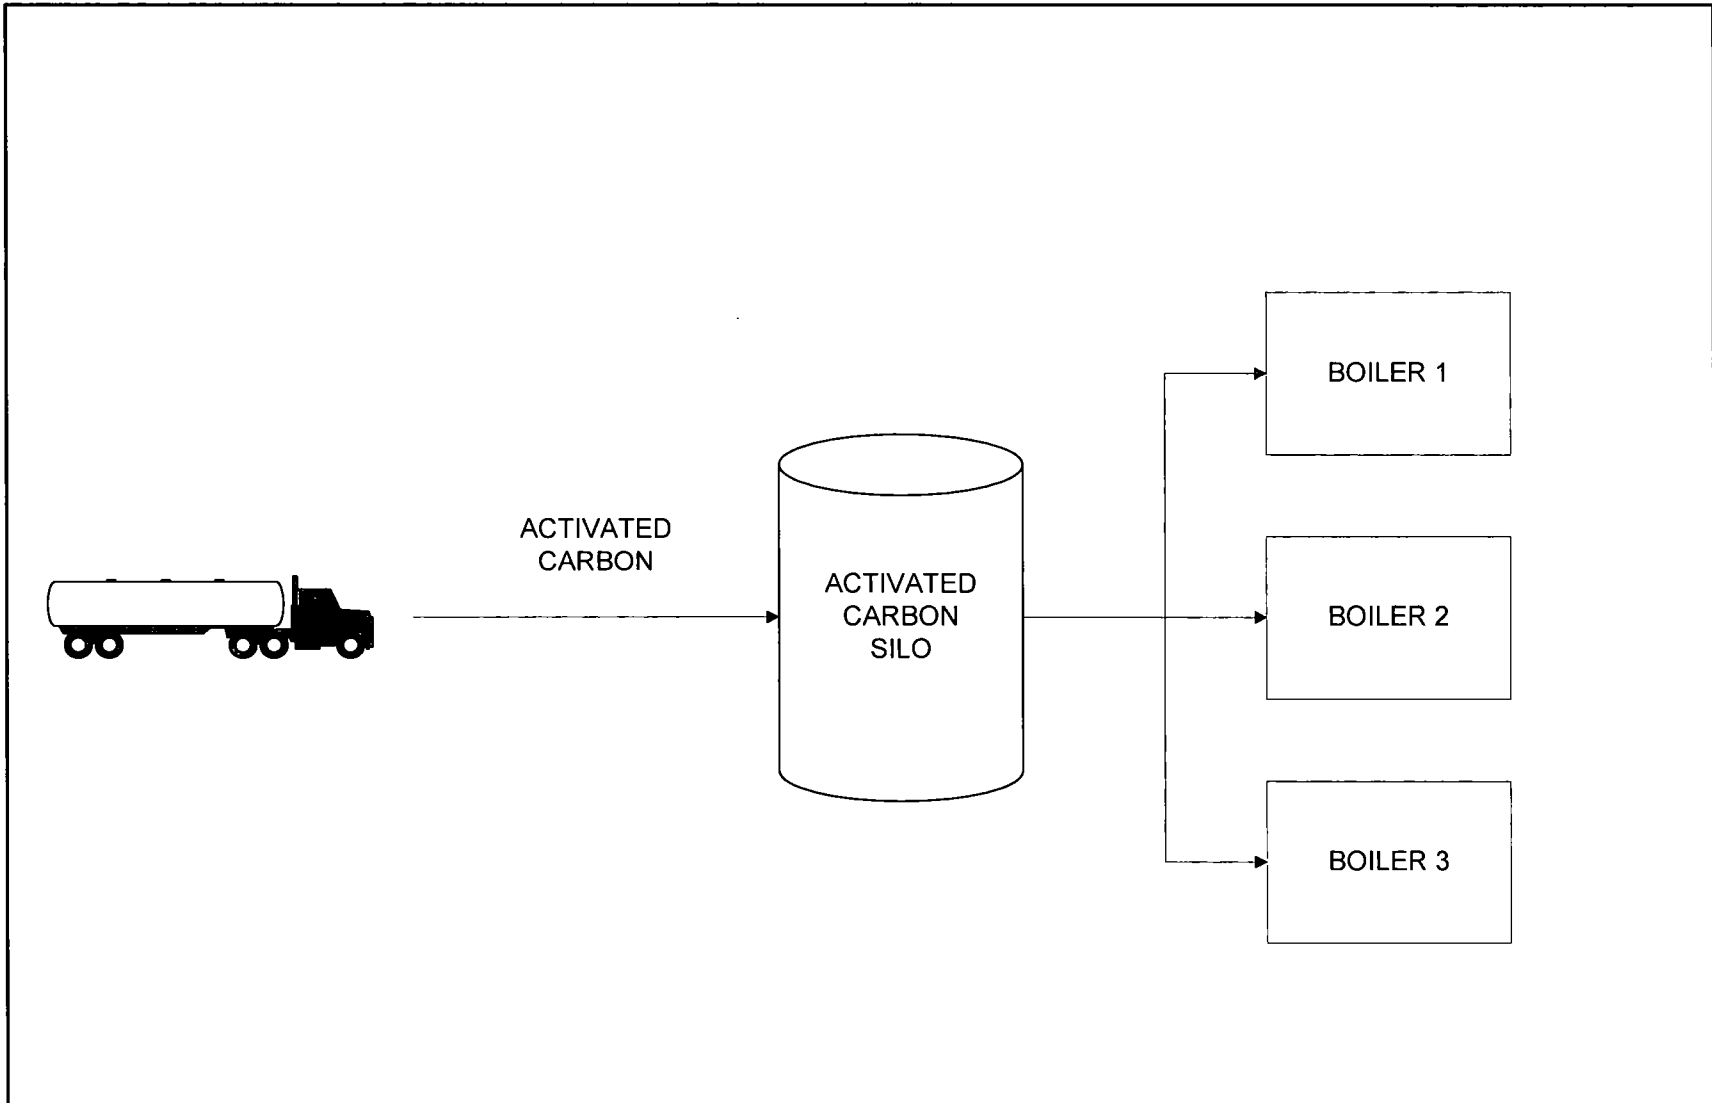 ACTIVATED
CARBON
ACTIVATED
CARBON
SILO
BOILER 1
BOILER 2
BOILER 3